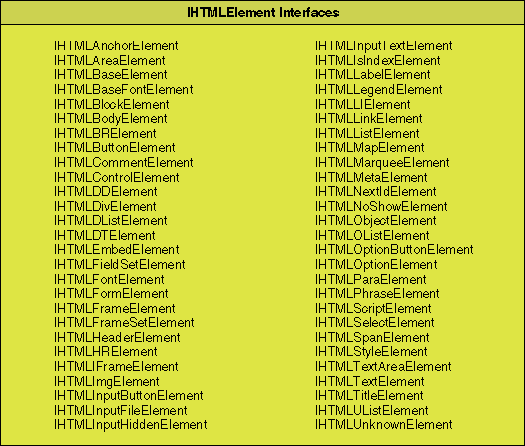 IHTMLElement Interfaces
IHTMLAnchorElement
IHTMLAreaElement
IHTMLBaseElement
IHTMLBaseFontElement
IHTMLBlockElement
IHTMLBodyElement
IHTMLBRElement
IHTMLButtonElement
IHTMLCommentElement
IHTMLControlElement
IHTMLDDElement
IHTMLDivElement
IHTMLDListElement
IHTMLDTElement
IHTMLEmbedElement
IHTMLFieldSetElement
IHTMLFontElement
IHTMLFormElement
IHTMLFrameElement
IHTMLFrameSetElement
IHTMLHeaderElement
IHTMLHRElement
IHTMLIFrameElement
IHTMLImgElement
IHTMLInputButtonElement
IHTMLInputFileElement
IHTMLInputHiddenElement
IHTMLInputTextElement
IHTMLIsIndexElement
IHTMLLabelElement
IHTMLLegendElement
IHTMLLIElement
IHTMLLinkElement
IHTMLListElement
IHTMLMapElement
IHTMLMarqueeElement
IHTMLMetaElement
IHTMLNextIdElement
IHTMLNoShowElement
IHTMLObjectElement
IHTMLOListElement
IHTMLOptionButtonElement
IHTMLOptionElement
IHTMLParaElement
IHTMLPhraseElement
IHTMLScriptElement
IHTMLSelectElement
IHTMLSpanElement
IHTMLStyleElement
IHTMLTextAreaElement
IHTMLTextElement
IHTMLTitleElement
IHTMLUListElement
IHTMLUnknownElement